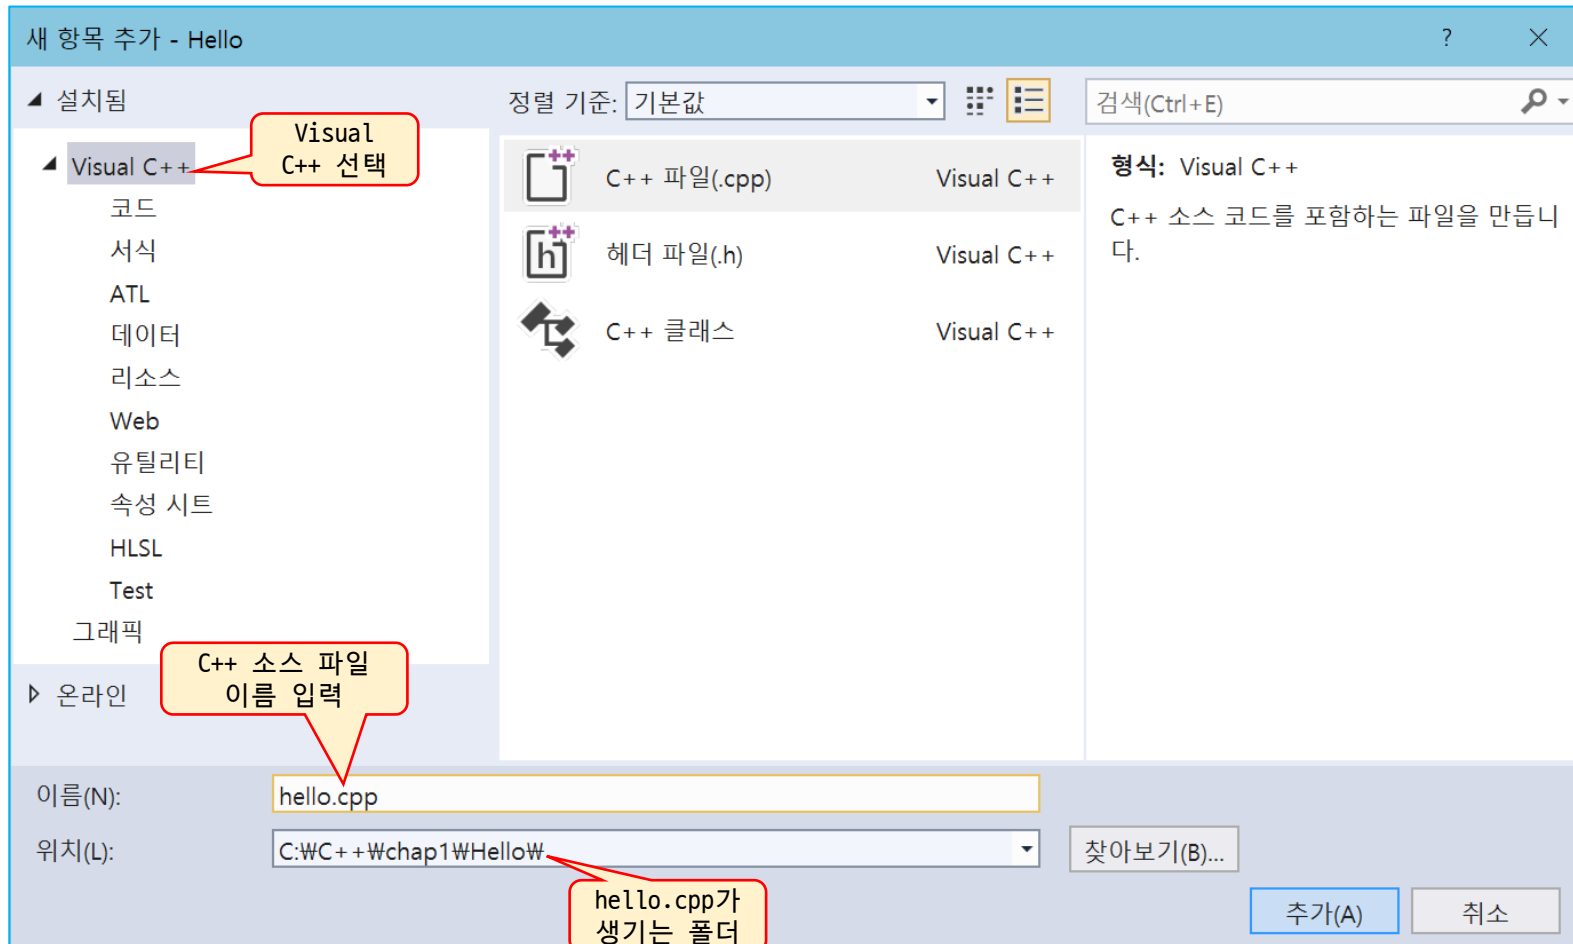 새 항목 추가 - Hello
?
설치됨
정렬 기준: 기본값
검색(Ctrl+E)
Visual
C++ 선택
Visual C++
코드
서식
ATL
데이터
리소스
Web
유틸리티
속성 시트
HLSL
Test
그래픽
온라인
C++ 파일(.cpp) Visual C++
헤더 파일(.h) Visual C++
C++ 클래스 Visual C++
형식: Visual C++
C++ 소스 코드를 포함하는 파일을 만듭니
다.
C++ 소스 파일
이름 입력
이름(N): hello.cpp
위치(L): C:₩C++₩chap1₩Hello₩
찾아보기(B)...
hello.cpp가
생기는 폴더
추가(A)
취소